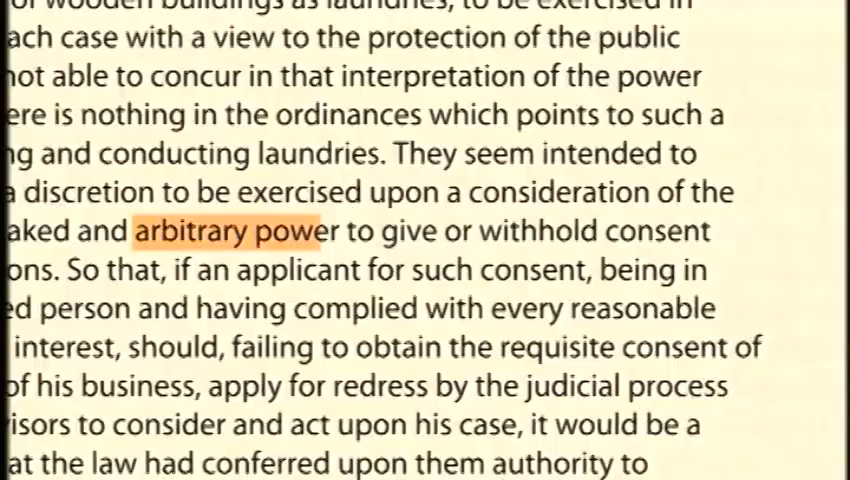 of wooden buildings as laundries, to be exercised in
ach case with a view to the protection of the public
not able to concur in that interpretation of the power
ere is nothing in the ordinances which points to such a
ng and conducting laundries. They seem intended to
a discretion to be exercised upon a consideration of the
aked and arbitrary power to give or withhold consent
ons. So that, if an applicant for such consent, being in
ed person and having complied with every reasonable
interest, should, failing to obtain the requisite consent of
of his business, apply for redress by the judicial process
isors to consider and act upon his case, it would be a
at the law had conferred upon them authority to